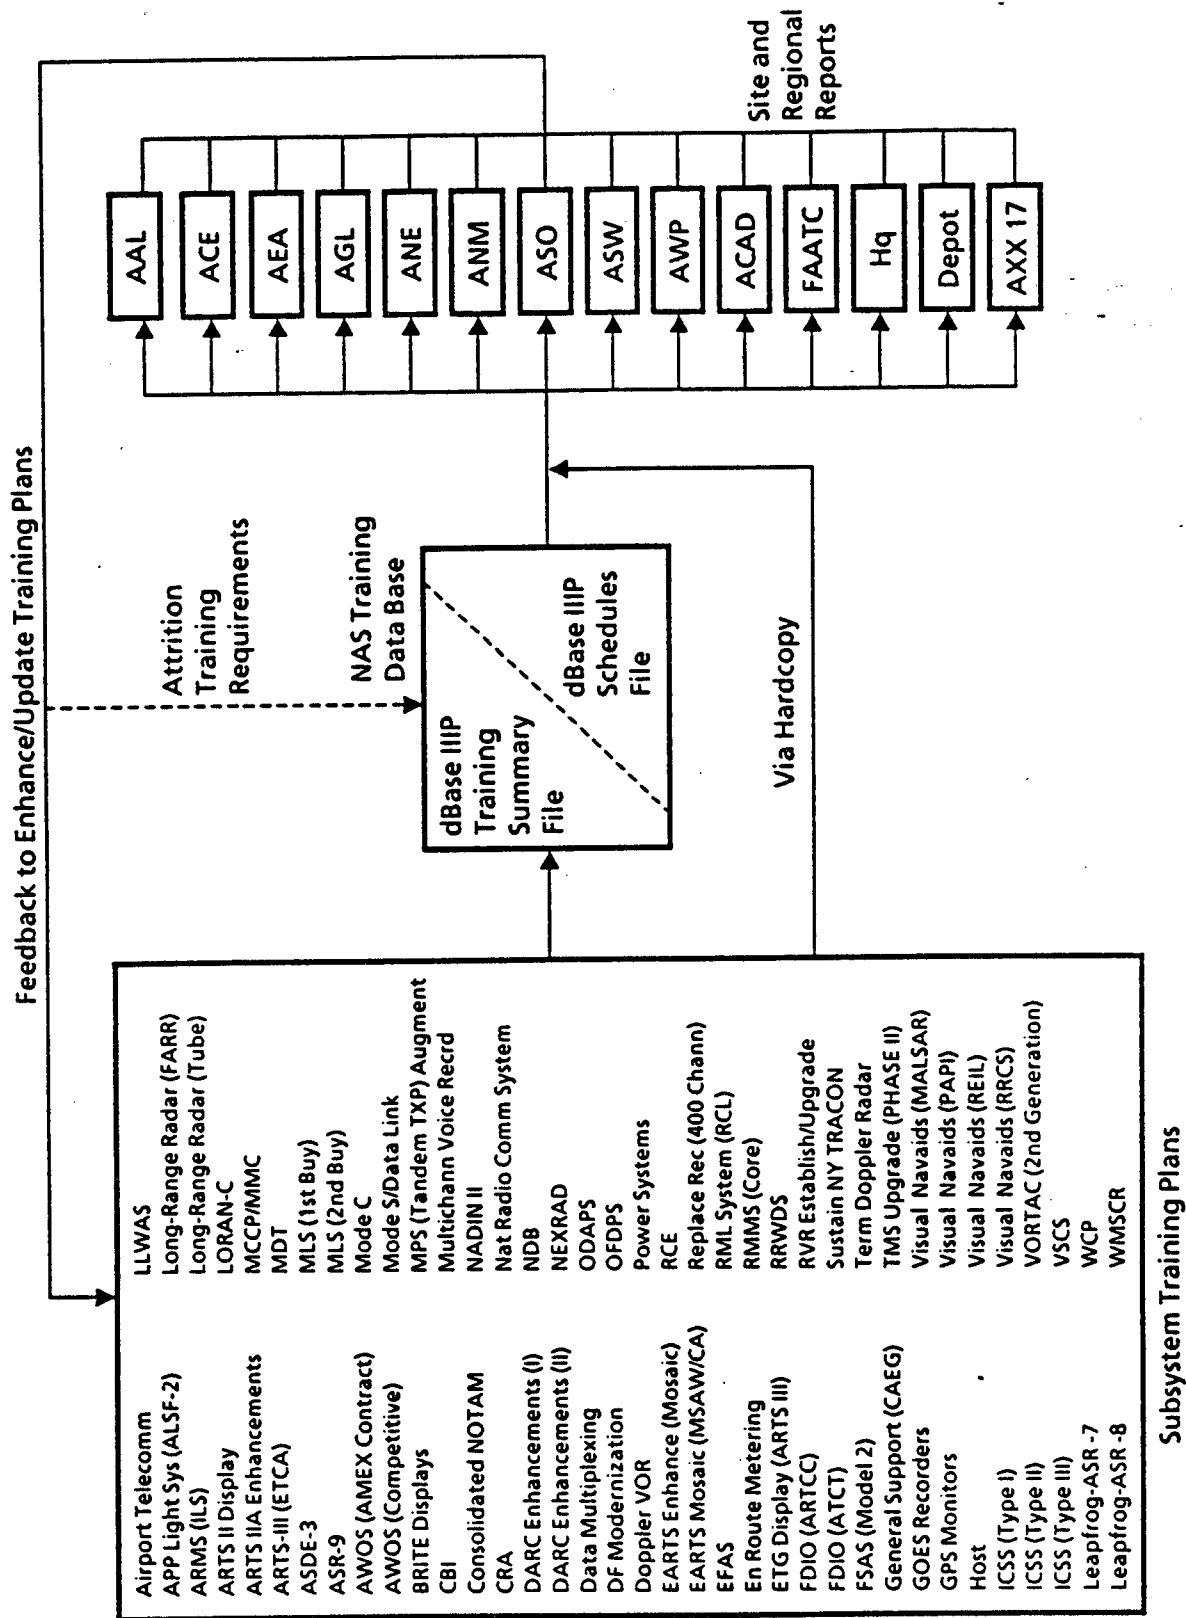 Feedback to Enhance/Update Training Plans
Airport Telecomm
APP Light Sys (ALSF-2)
ARMS (ILS)
ARTS II Display
ARTS IIA Enhancements
ARTS-III (ETCA)
ASDE-3
ASR-9
AWOS (AMEX Contract)
AWOS (Competitive)
BRITE Displays
CBI
Consolidated NOTAM
CRA
DARC Enhancements (I)
DARC Enhancements (II)
Data Multiplexing
DF Modernization
Doppler VOR
EARTS Enhance (Mosaic)
EARTS Mosaic (MSAW/CA)
EFAS
En Route Metering
ETG Display (ARTS III)
FDIO (ARTCC)
FDIO (ATCT)
FSAS (Model 2)
General Support (CAEG)
GOES Recorders
GPS Monitors
Host
ICSS (Type I)
ICSS (Type II)
ICSS (Type III)
Leapfrog-ASR-7
Leapfrog-ASR-8
LLWAS
Long-Range Radar (FARR)
Long-Range Radar (Tube)
LORAN-C
MCCP/MMC
MDT
MLS (1st Buy)
MLS (2nd Buy)
Mode C
Mode S/Data Link
MPS (Tandem TXP) Augment
Multichann Voice Recrd
NADIN II
Nat Radio Comm System
NDB
NEXRAD
ODAPS
OFDPS
Power Systems
RCE
Replace Rec (400 Chann)
RML System (RCL)
RMMS (Core)
RRWDS
RVR Establish/Upgrade
Sustain NY TRACON
Term Doppler Radar
TMS Upgrade (PHASE II)
Visual Navaids (MALSAR)
Visual Navaids (PAPI)
Visual Navaids (REIL)
Visual Navaids (RRCS)
VORTAC (2nd Generation)
VSCS
WCP
WMSCR
Subsystem Training Plans
Attrition
Training
Requirements
NAS Training
Data Base
dBase IIIP
Training
Summary
File
dBase IIIP
Schedules
File
Via Hardcopy
AAL
ACE
AEA
AGL
ANE
ANM
ASO
ASW
AWP
ACAD
FAATC
Hq
Depot
AXX 17
Site and
Regional
Reports